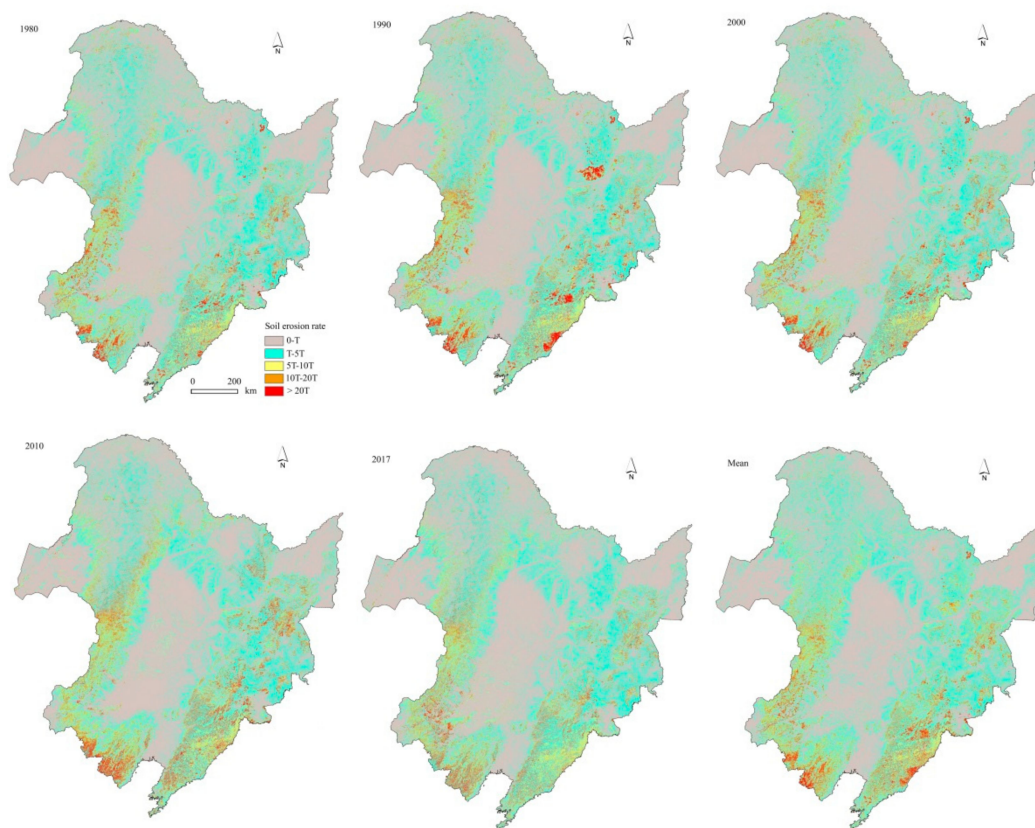 1980
N
1990
N
2000
N
Soil erosion rate
0-T
T-5T
5T-10T
10T-20T
> 20T
0 200
km
2010
N
2017
N
Mean
N